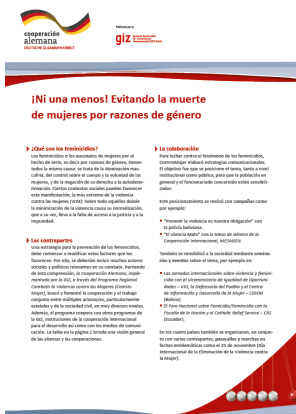 cooperación
alemana
DEUTSCHE ZUSAMMENARBEIT
giz
¡Ni una menos! Evitando la muerte
de mujeres por razones de género
¿Qué son los feminicidios?
Los feminicidios o los asesinatos de mujeres por el
hecho de serlo, es decir por razones de género, tienen
todos la misma causa: se trata de la dominación mascu-
lina, del control sobre el cuerpo y la voluntad de las
mujeres, y de la negación de su derecho a la autodeter-
minación. Ciertos contextos sociales pueden favorecer
esta manifestación, la más extrema de la violencia
contra las mujeres (VcM): Sobre todo aquellos donde
la minimización de la violencia causa su normalización,
que a su vez, lleva a la falta de acceso a la justicia y a la
impunidad.
Los contrapartes
Una estrategia para la prevención de los feminicidios,
debe comenzar a modificar estos factores que los
favorecen. Por ello, se deberían incluir muchos actores
sociales y políticos relevantes en su combate. Partiendo
de esta comprensión, la Cooperación Alemana, imple-
mentada por la GIZ, a través del Programa Regional
Combatir la Violencia contra las Mujeres (ComVo-
Mujer), buscó y fomentó la cooperación y el trabajo
conjunto entre múltiples actores/as, particularmente
estatales y de la sociedad civil, en muy diversos niveles.
Además, el programa coopera con otros programas de
la GIZ, instituciones de la cooperación internacional
para el desarrollo así como con los medios de comuni-
cación. La tabla en la página 2 brinda una visión general
de las alianzas y las cooperaciones.
La colaboración
Para luchar contra el fenómeno de los feminicidios,
ComVoMujer elaboró estrategias comunicacionales.
El objetivo fue que se posicione el tema, tanto a nivel
institucional como público, para que la población en
general y el funcionariado concernido estén sensibili-
zados.
Este posicionamiento se realizó con campañas como
por ejemplo:
• "Prevenir la violencia es nuestra obligación" con
la policía boliviana.
• "El silencio Mata" con la Mesa de Género de la
Cooperación Internacional, MESAGEN.
También se sensibilizó a la sociedad mediante semina-
rios y eventos sobre el tema, por ejemplo en:
• Las Jornadas internacionales sobre violencia y femini-
cidio con el Viceministerio de Igualdad de Oportuni-
dades – VIO, la Defensoría del Pueblo y el Centro
de Información y Desarrollo de la Mujer – CIDEM
(Bolivia).
• El Foro Nacional sobre Femicidio/Feminicidio con la
Fiscalía de la Nación y el Catholic Relief Service – CRS
(Ecuador).
En los cuatro países también se organizaron, en conjun-
to con varias contrapartes, pasacalles y marchas en
fechas emblemáticas como el 25 de noviembre (Día
Internacional de la Eliminación de la Violencia contra
la Mujer).